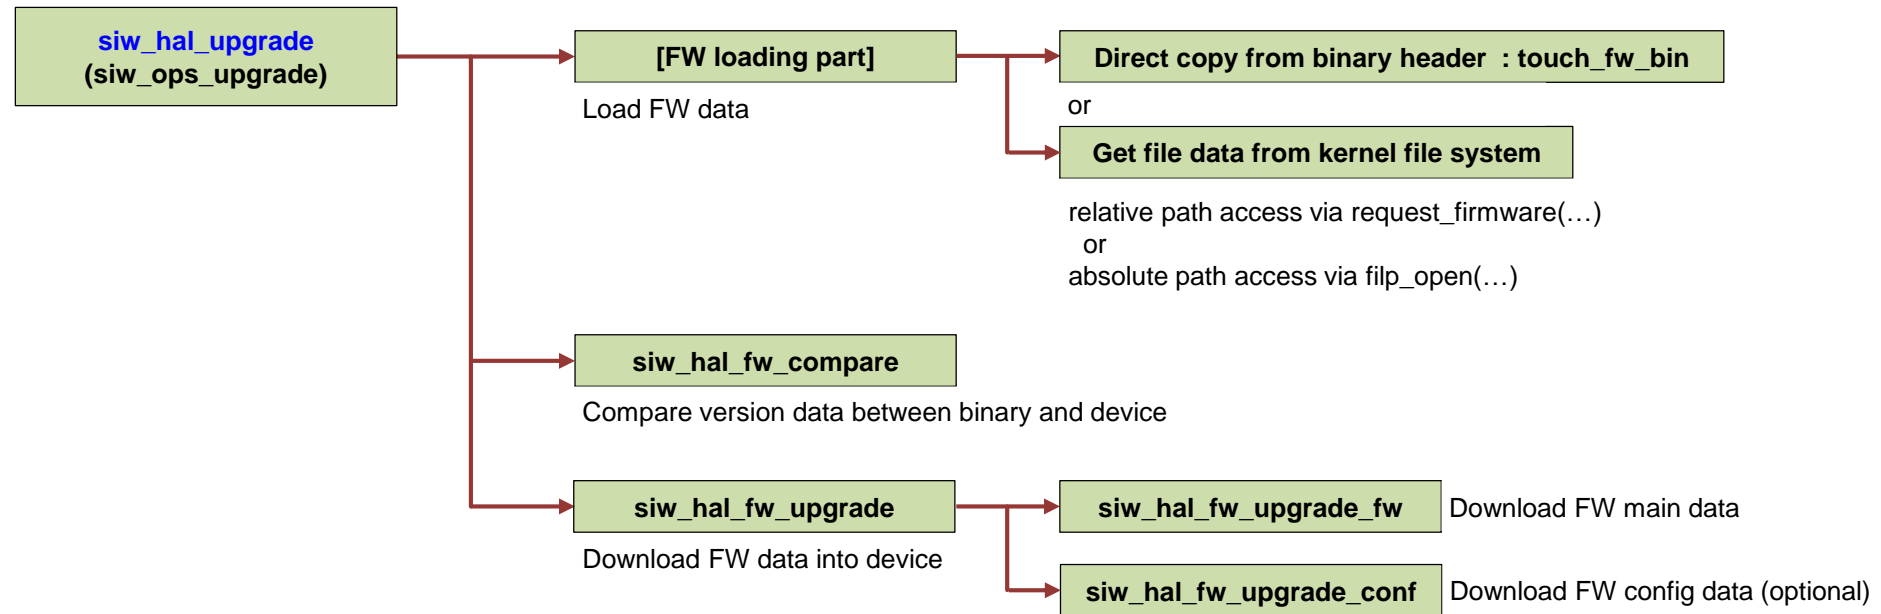 siw_hal_upgrade
(siw_ops_upgrade)
[FW loading part]
Load FW data
Direct copy from binary header : touch_fw_bin
or
Get file data from kernel file system
relative path access via request_firmware(…)
or
absolute path access via filp_open(…)
siw_hal_fw_compare
Compare version data between binary and device
siw_hal_fw_upgrade
Download FW data into device
siw_hal_fw_upgrade_fw
Download FW main data
siw_hal_fw_upgrade_conf
Download FW config data (optional)